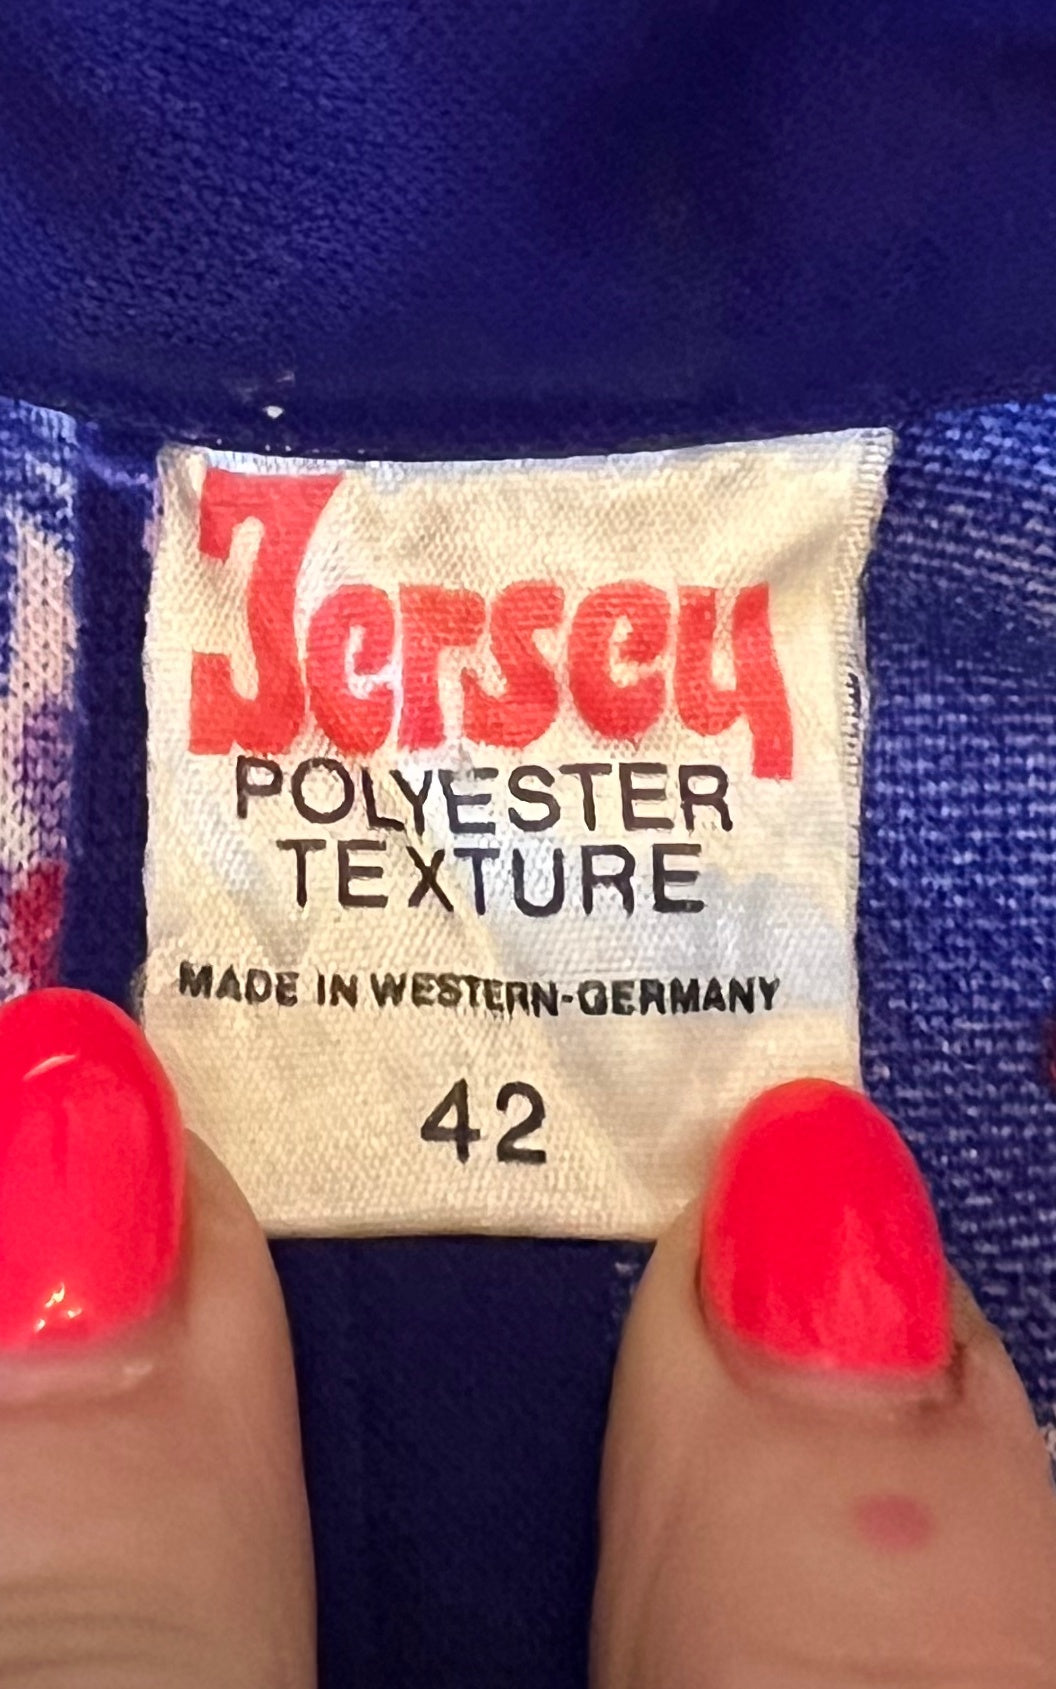 Jersey
POLYESTER
TEXTURE
MADE IN WESTERN-GERMANY
42